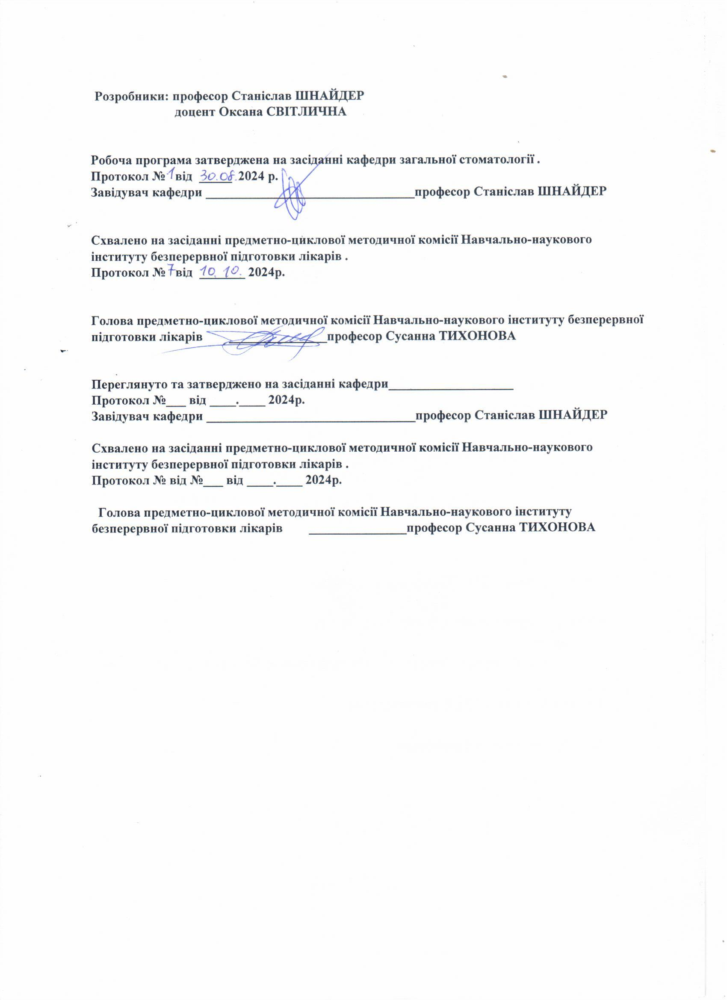 Розробники: професор Станіслав ШНАЙДЕР
доцент Оксана СВІТЛИЧНА
Робоча програма затверджена на засіданні кафедри загальної стоматології .
Протокол №1 від 30.08. 2024 р.
Завідувач кафедри ________________________________професор Станіслав ШНАЙДЕР
Схвалено на засіданні предметно-циклової методичної комісії Навчально-наукового
інституту безперервної підготовки лікарів .
Протокол №7 від 10. 10. 2024р.
Голова предметно-циклової методичної комісії Навчально-наукового інституту безперервної
підготовки лікарів _______________професор Сусанна ТИХОНОВА
Переглянуто та затверджено на засіданні кафедри___________________
Протокол №___ від ____.____ 2024р.
Завідувач кафедри ________________________________професор Станіслав ШНАЙДЕР
Схвалено на засіданні предметно-циклової методичної комісії Навчально-наукового
інституту безперервної підготовки лікарів .
Протокол № від №___ від ____.____ 2024р.
Голова предметно-циклової методичної комісії Навчально-наукового інституту
безперервної підготовки лікарів _______________професор Сусанна ТИХОНОВА